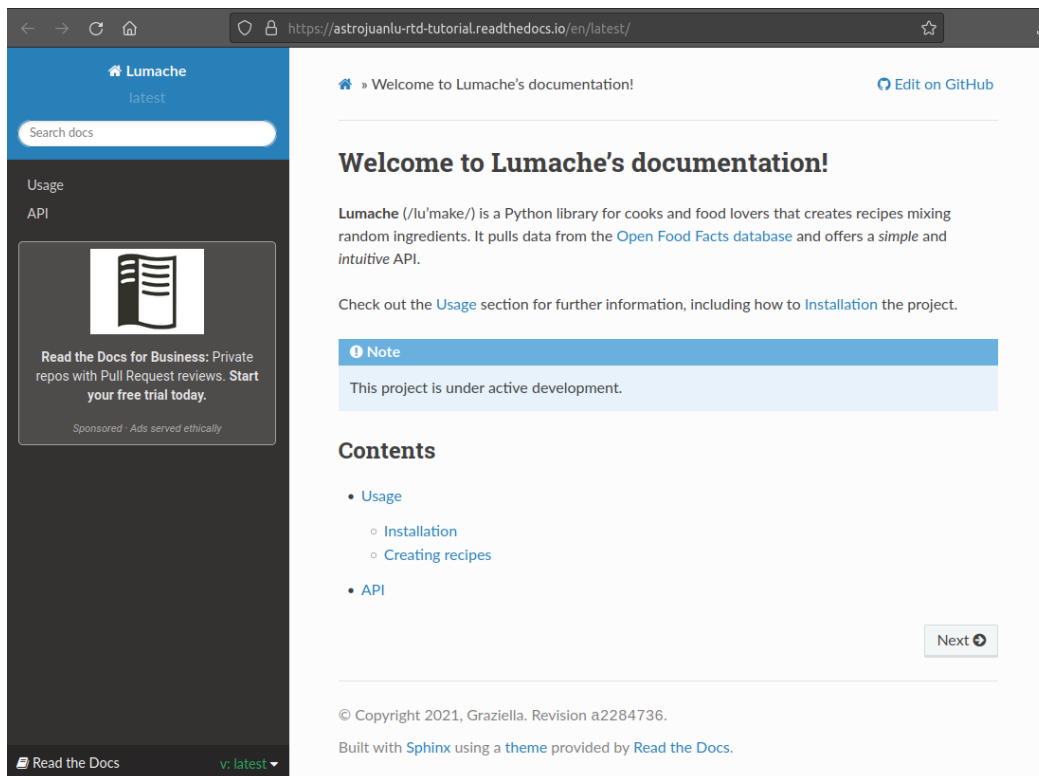 https://astrojuanlu-rtd-tutorial.readthedocs.io/en/latest/
Lumache
latest
Search docs
Usage
API
Read the Docs for Business: Private
repos with Pull Request reviews. Start
your free trial today.
Sponsored · Ads served ethically
Read the Docs
v: latest
» Welcome to Lumache’s documentation!
Edit on GitHub
Welcome to Lumache’s documentation!
Lumache (/lu’make/) is a Python library for cooks and food lovers that creates recipes mixing
random ingredients. It pulls data from the Open Food Facts database and offers a simple and
intuitive API.
Check out the Usage section for further information, including how to Installation the project.
Note
This project is under active development.
Contents
• Usage
◦ Installation
◦ Creating recipes
• API
Next
© Copyright 2021, Graziella. Revision a2284736.
Built with Sphinx using a theme provided by Read the Docs.